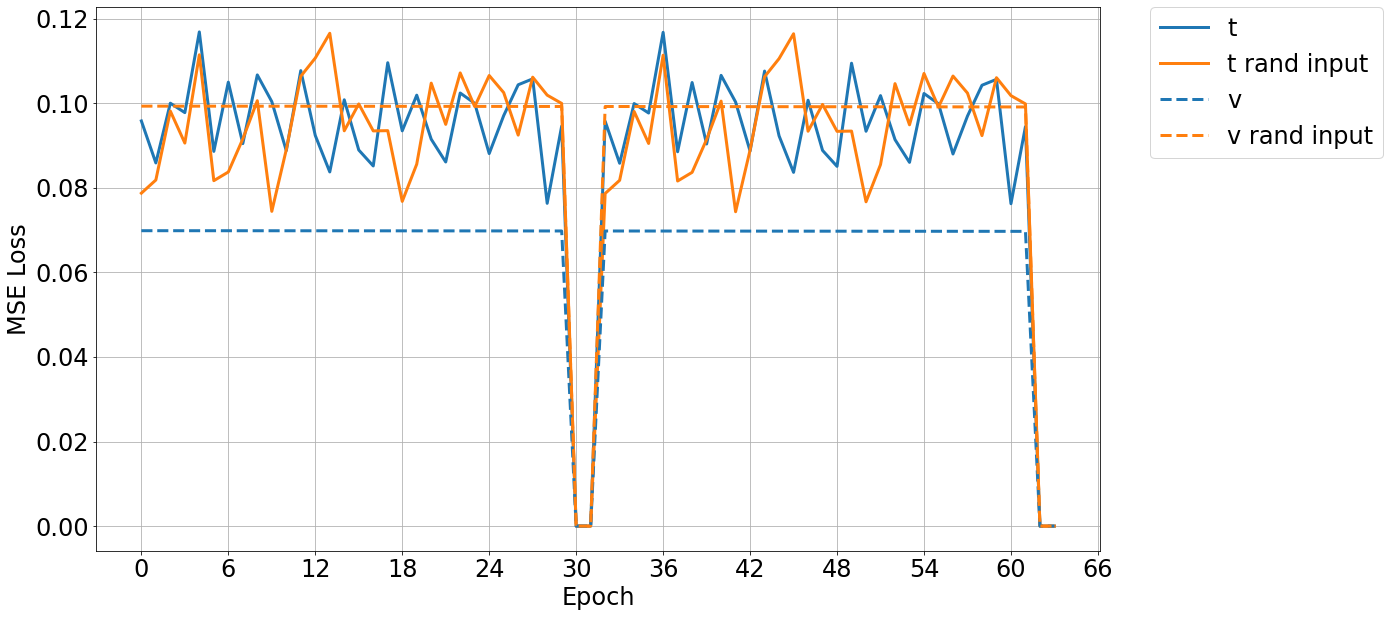 0.12
0.10
0.08
0.06
0.04
0.02
0.00
MSE Loss
0 6 12 18 24 30 36 42 48 54 60 66
Epoch
t
t rand input
v
v rand input